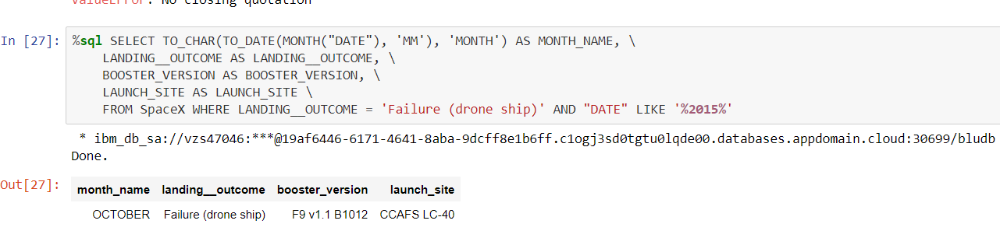 ValueError: No closing quotation
In [27]: %sql SELECT TO_CHAR(TO_DATE(MONTH("DATE"), 'MM'), 'MONTH') AS MONTH_NAME, \
LANDING__OUTCOME AS LANDING__OUTCOME, \
BOOSTER_VERSION AS BOOSTER_VERSION, \
LAUNCH_SITE AS LAUNCH_SITE \
FROM SpaceX WHERE LANDING__OUTCOME = 'Failure (drone ship)' AND "DATE" LIKE '%2015%'
* ibm_db_sa://vzs47046:***@19af6446-6171-4641-8aba-9dcff8e1b6ff.c1ogj3sd0tgtu0lqde00.databases.appdomain.cloud:30699/bludb
Done.
Out[27]:
month_name landing__outcome booster_version launch_site
OCTOBER Failure (drone ship) F9 v1.1 B1012 CCAFS LC-40